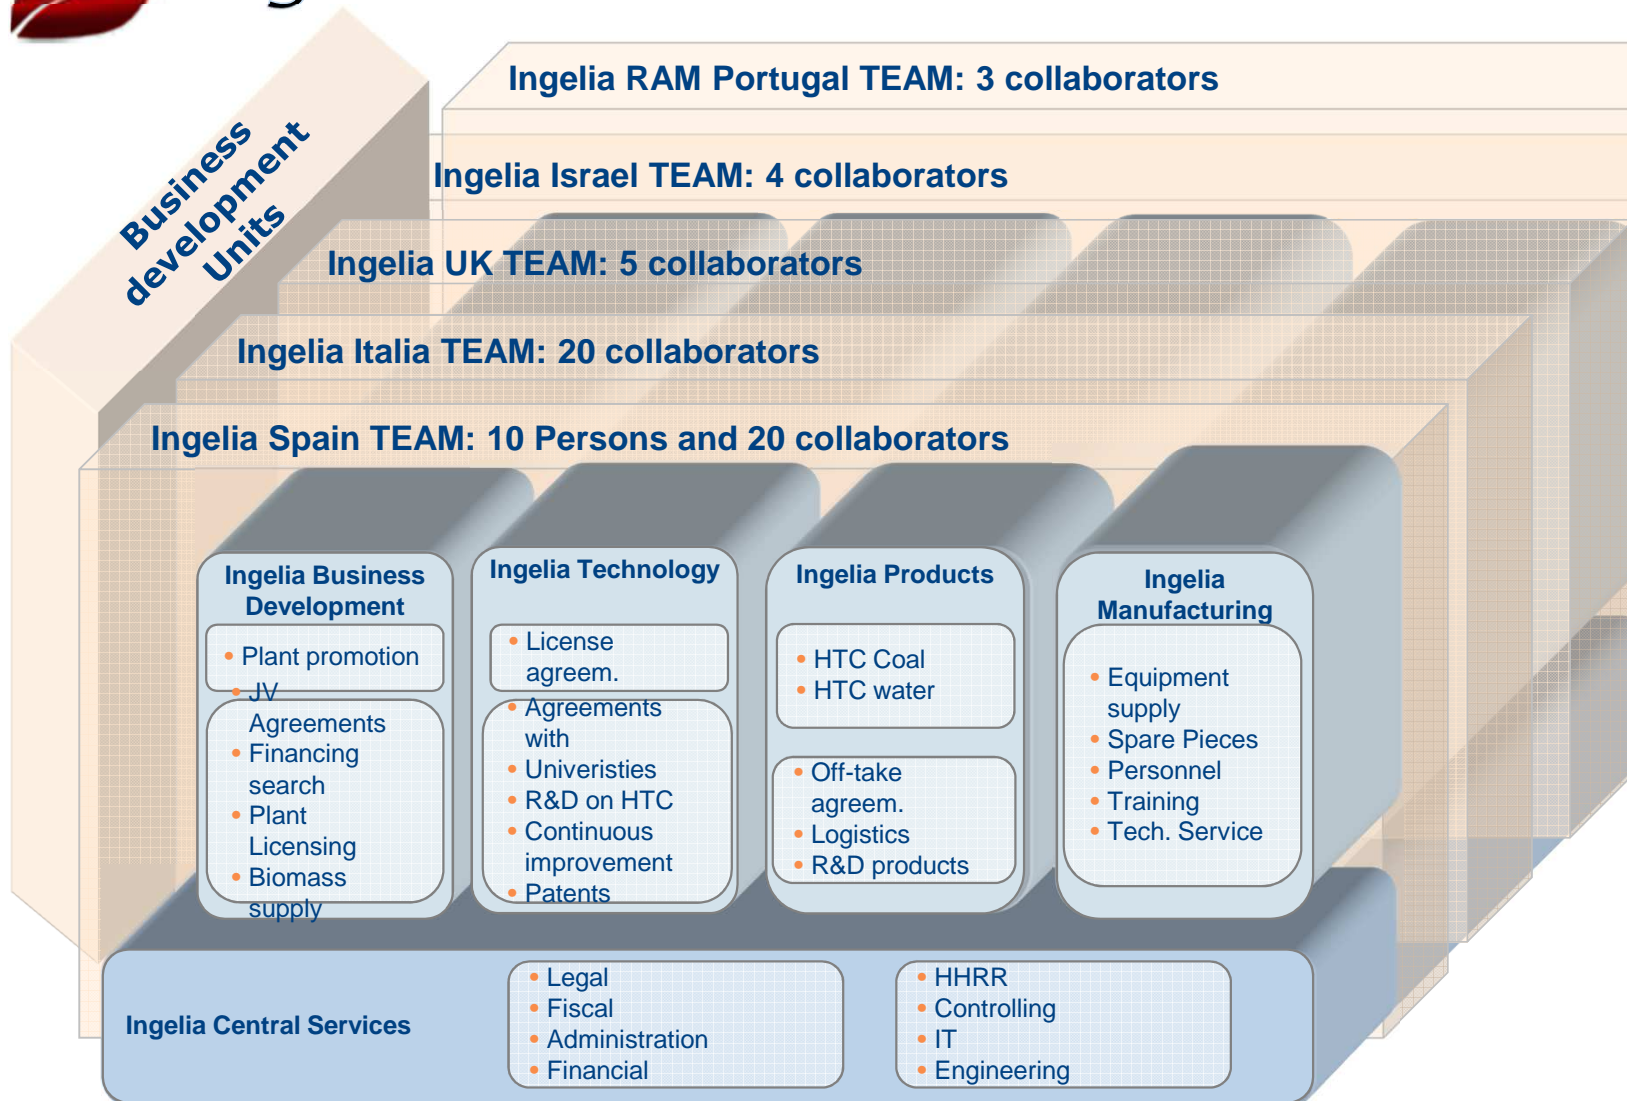 Ingelia RAM Portugal TEAM: 3 collaborators
Business
development
Units
Ingelia Israel TEAM: 4 collaborators
Ingelia UK TEAM: 5 collaborators
Ingelia Italia TEAM: 20 collaborators
Ingelia Spain TEAM: 10 Persons and 20 collaborators
Ingelia Business
Development
• Plant promotion
• JV
Agreements
• Financing
search
• Plant
Licensing
• Biomass
supply
Ingelia Technology
• License
agreem.
• Agreements
with
• Univeristies
• R&D on HTC
• Continuous
improvement
• Patents
Ingelia Products
• HTC Coal
• HTC water
• Off-take
agreem.
• Logistics
• R&D products
Ingelia
Manufacturing
• Equipment
supply
• Spare Pieces
• Personnel
• Training
• Tech. Service
Ingelia Central Services
• Legal
• Fiscal
• Administration
• Financial
• HHRR
• Controlling
• IT
• Engineering